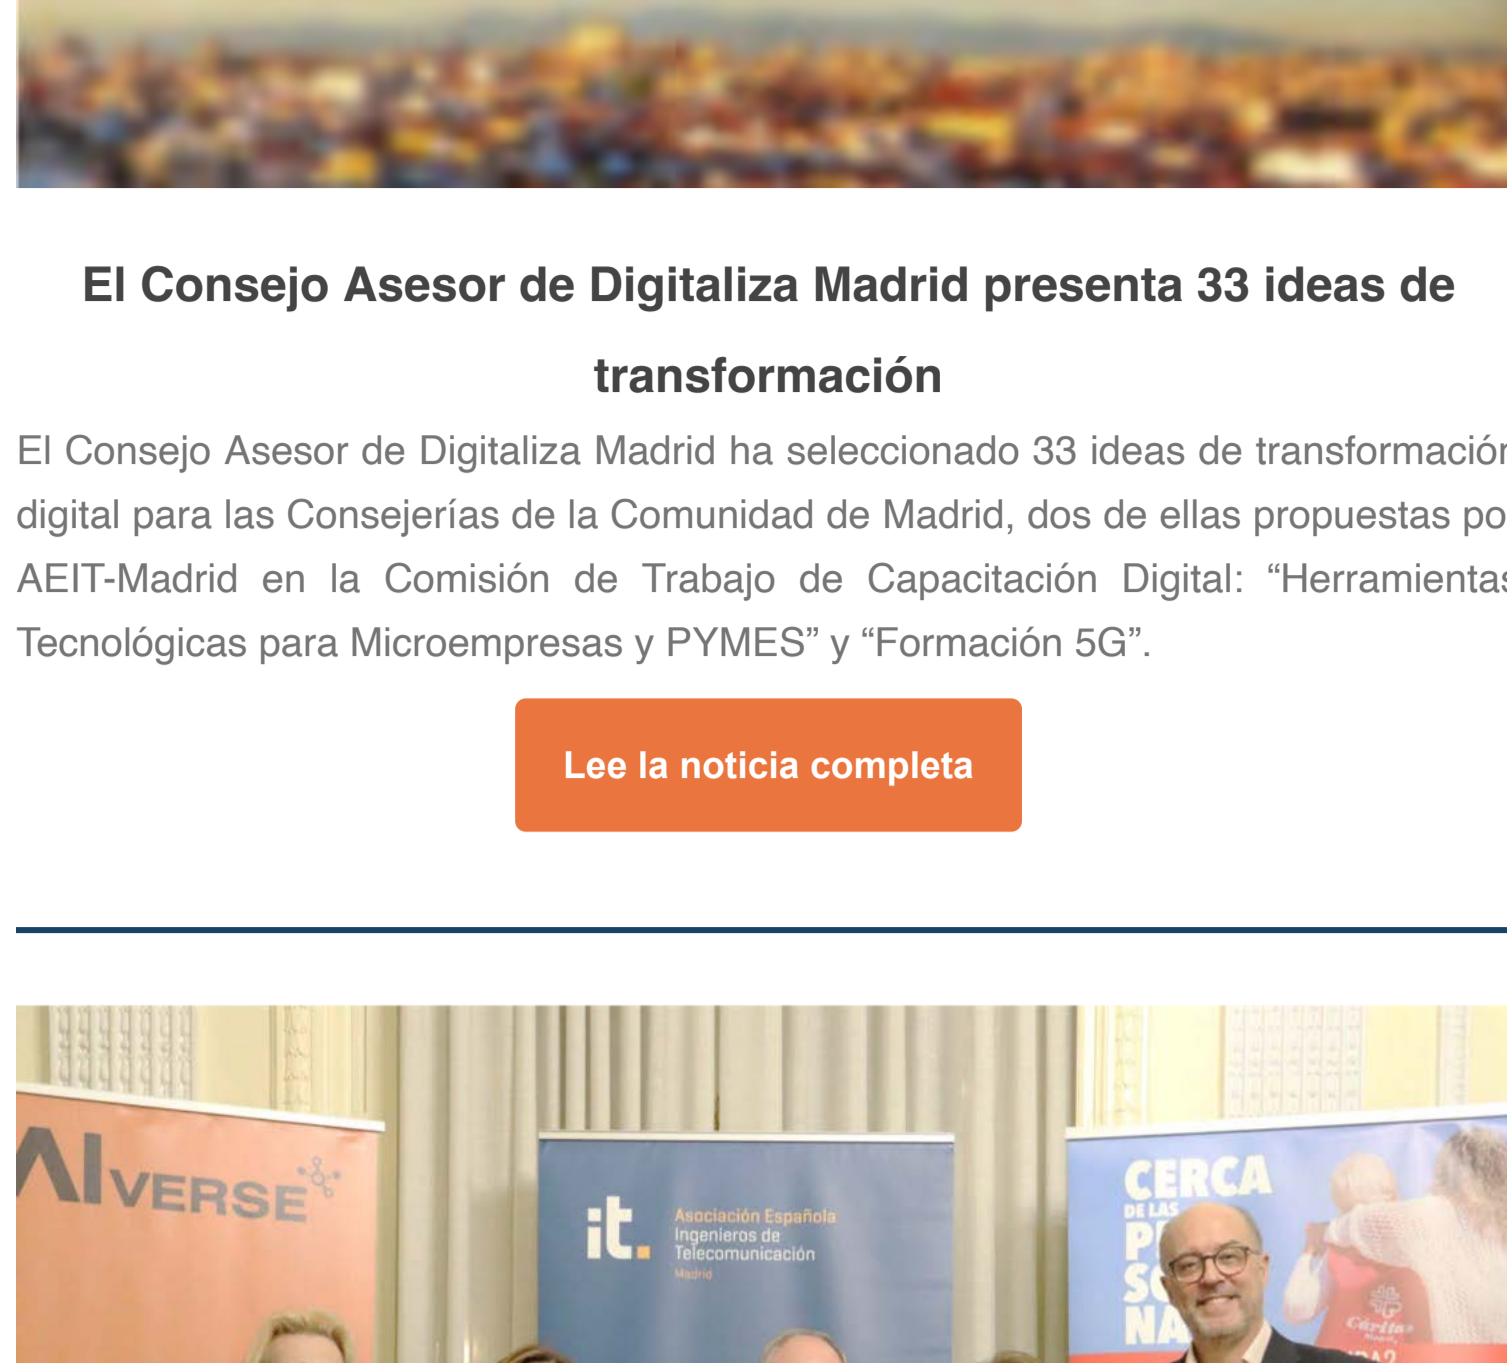 El Consejo Asesor de Digitaliza Madrid presenta 33 ideas de
transformación
El Consejo Asesor de Digitaliza Madrid ha seleccionado 33 ideas de transformación
digital para las Consejerías de la Comunidad de Madrid, dos de ellas propuestas po
AEIT-Madrid en la Comisión de Trabajo de Capacitación Digital: “Herramientas
Tecnológicas para Microempresas y PYMES” y “Formación 5G”.
Lee la noticia completa
AIVERSE
it.
Asociación Española
Ingenieros de
Telecomunicación
Madrid
CERCA
DE LAS
Cáritas